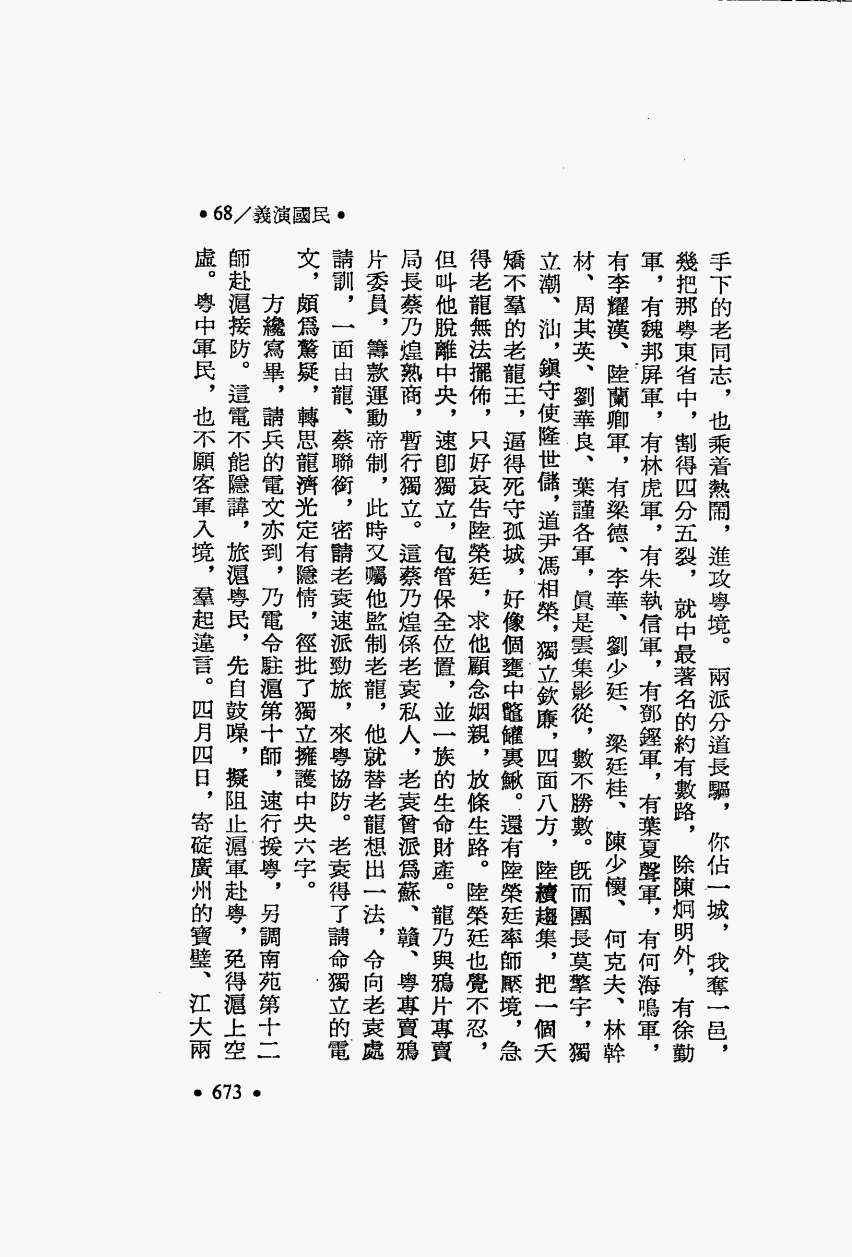 •68／義演國民•
手下的老同志，也乘着熱鬧，進攻粵境。兩派分道長驅，你佔一城，我奪一邑，
幾把那粵東省中，割得四分五裂，就中最著名的約有數路，除陳炯明外，有徐勤
軍，有魏邦屏軍，有林虎軍，有朱執信軍，有鄧鏗軍，有葉夏聲軍，有何海鳴軍，
有李耀漢、陸蘭卿軍，有梁德、李華、劉少廷、梁廷桂、陳少懷、何克夫、林幹
材、周其英、劉華良、葉謹各軍，眞是雲集影從，數不勝數。旣而團長莫擎宇，獨
立潮、汕，鎭守使隆世儲，道尹馮相榮，獨立欽廉，四面八方，陸續趨集，把一個夭
矯不羣的老龍王，逼得死守孤城，好像個甕中鼈罐裏鰍。還有陸榮廷率師壓境，急
得老龍無法擺佈，只好哀告陸榮廷，求他顧念姻親，放條生路。陸榮廷也覺不忍，
但叫他脫離中央，速卽獨立，包管保全位置，並一族的生命財產。龍乃與鴉片專賣
局長蔡乃煌熟商，暫行獨立。這蔡乃煌係老袁私人，老袁曾派爲蘇、贛、粵專賣鴉
片委員，籌款運動帝制，此時又囑他監制老龍，他就替老龍想出一法，令向老袁處
請訓，一面由龍、蔡聯銜，密請老袁速派勁旅，來粵協防。老袁得了請命獨立的電
文，頗爲驚疑，轉思龍濟光定有隱情，徑批了獨立擁護中央六字。
方纔寫畢，請兵的電文亦到，乃電令駐滬第十師，速行援粵，另調南苑第十二
師赴滬接防。這電不能隱諱，旅滬粵民，先自鼓噪，擬阻止滬軍赴粵，免得滬上空
虛。粵中軍民，也不願客軍入境，羣起違言。四月四日，寄碇廣州的寶璧、江大兩
•673•